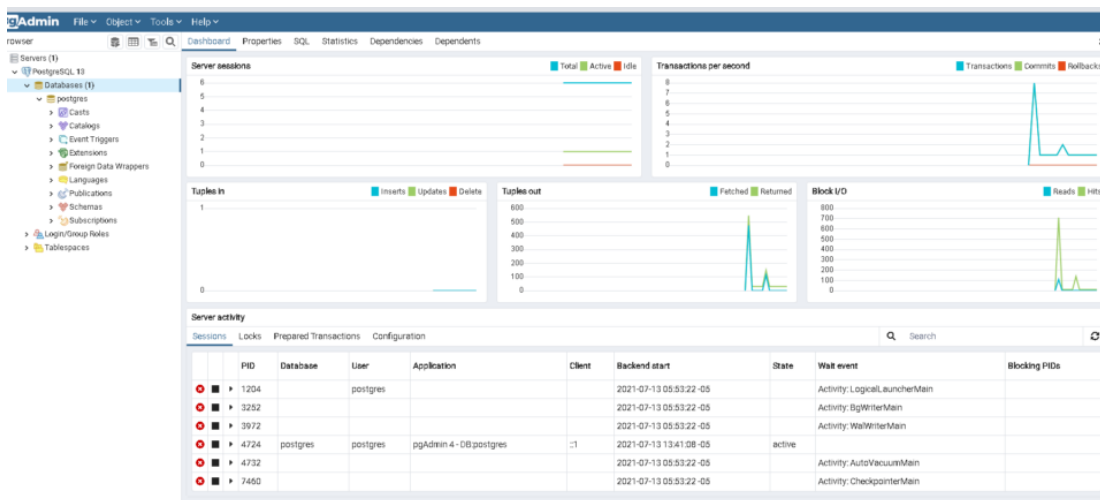 gAdmin File Object Tools Help
rowser
Dashboard Properties SQL Statistics Dependencies Dependents
Servers (1)
PostgreSQL 13
Databases (1)
postgres
Casts
Catalogs
Event Triggers
Extensions
Foreign Data Wrappers
Languages
Publications
Schemas
Subscriptions
Login/Group Roles
Tablespaces
Server sessions Total Active Idle
6
5
4
3
2
1
0
Transactions per second Transactions Commits Rollbacks
8
7
6
5
4
3
2
1
0
Tuples in Inserts Updates Delete
1
0
Tuples out Fetched Returned
600
500
400
300
200
100
0
Block I/O Reads Hits
800
700
600
500
400
300
200
100
0
Server activity
Sessions Locks Prepared Transactions Configuration Search
PID Database User Application Client Backend start State Wait event Blocking PIDs
1204 postgres 2021-07-13 05:53:22 -05 Activity: LogicalLauncherMain
3252 2021-07-13 05:53:22 -05 Activity: BgWriterMain
3972 2021-07-13 05:53:22 -05 Activity: WalWriterMain
4724 postgres postgres pgAdmin 4 - DB:postgres ::1 2021-07-13 13:41:08 -05 active
4732 2021-07-13 05:53:22 -05 Activity: AutoVacuumMain
7460 2021-07-13 05:53:22 -05 Activity: CheckpointerMain